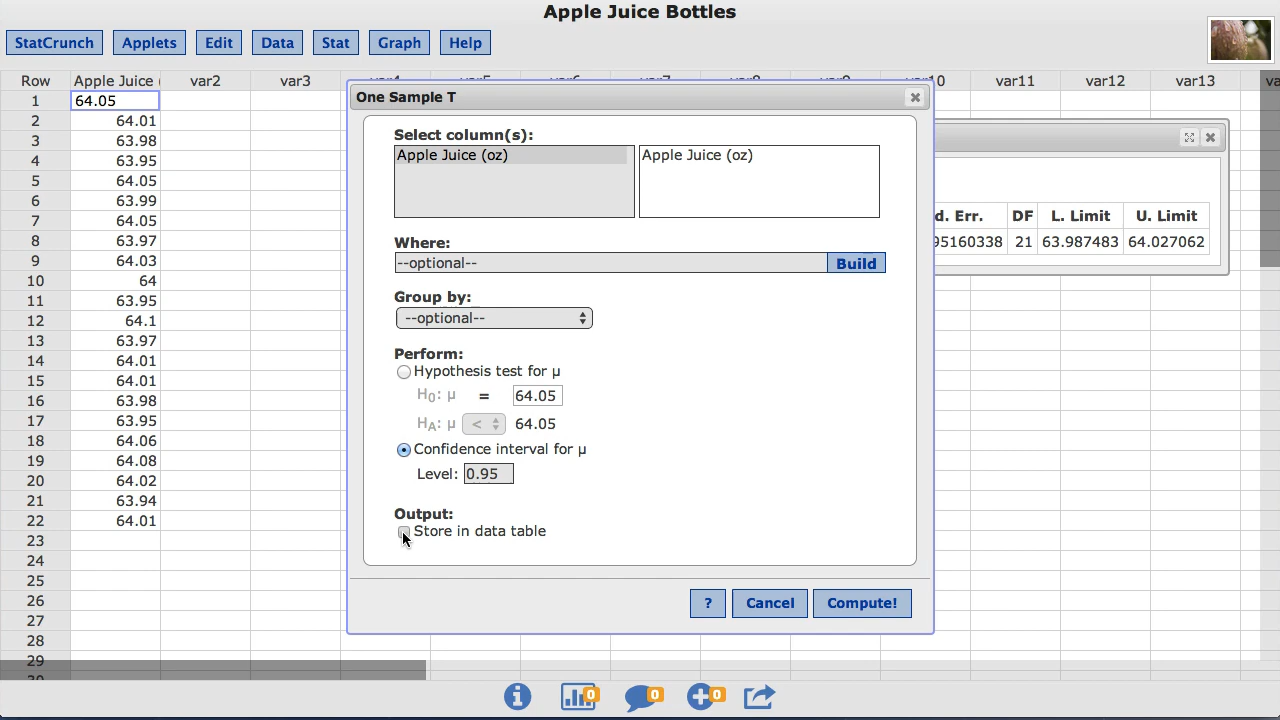 Apple Juice Bottles
StatCrunch Applets Edit Data Stat Graph Help
Row Apple Juice var2 var3 var10 var11 var12 var13
1 64.05
2 64.01
3 63.98
4 63.95
5 64.05
6 63.99
7 64.05
8 63.97
9 64.03
10 64
11 63.95
12 64.1
13 63.97
14 64.01
15 64.01
16 63.98
17 63.95
18 64.06
19 64.08
20 64.02
21 63.94
22 64.01
23
24
25
26
27
28
29
One Sample T
Select column(s):
Apple Juice (oz) Apple Juice (oz)
Where:
--optional-- Build
Group by:
--optional--
Perform:
Hypothesis test for µ
H0: µ = 64.05
HA: µ < 64.05
Confidence interval for µ
Level: 0.95
Output:
Store in data table
? Cancel Compute!
d. Err. DF L. Limit U. Limit
95160338 21 63.987483 64.027062
0 0 0